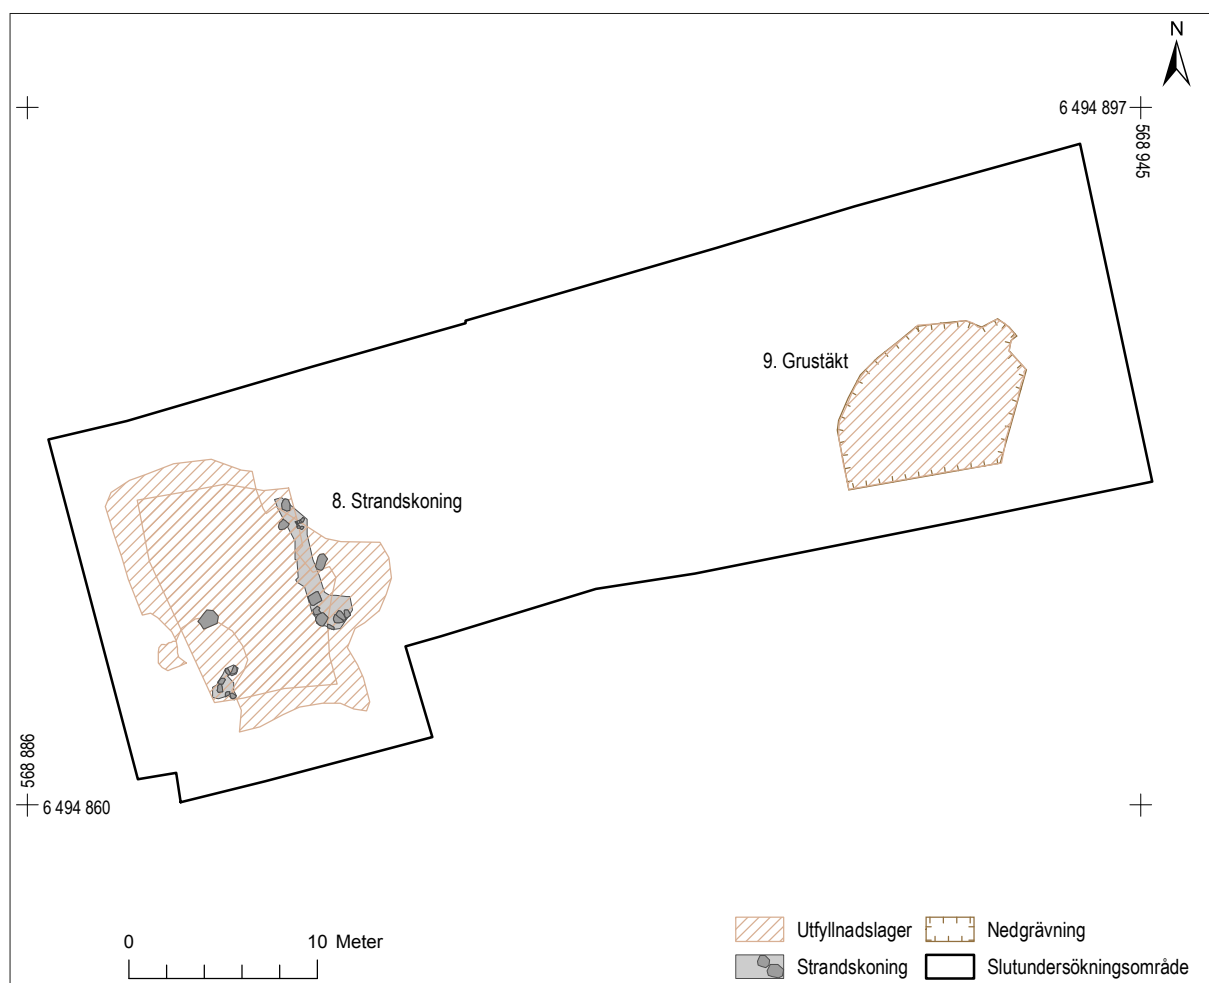 N
6 494 897
568 945
9. Grustäkt
8. Strandskoning
568 886
6 494 860
0 10 Meter
Utfyllnadslager
Nedgrävning
Strandskoning
Slutundersökningsområde